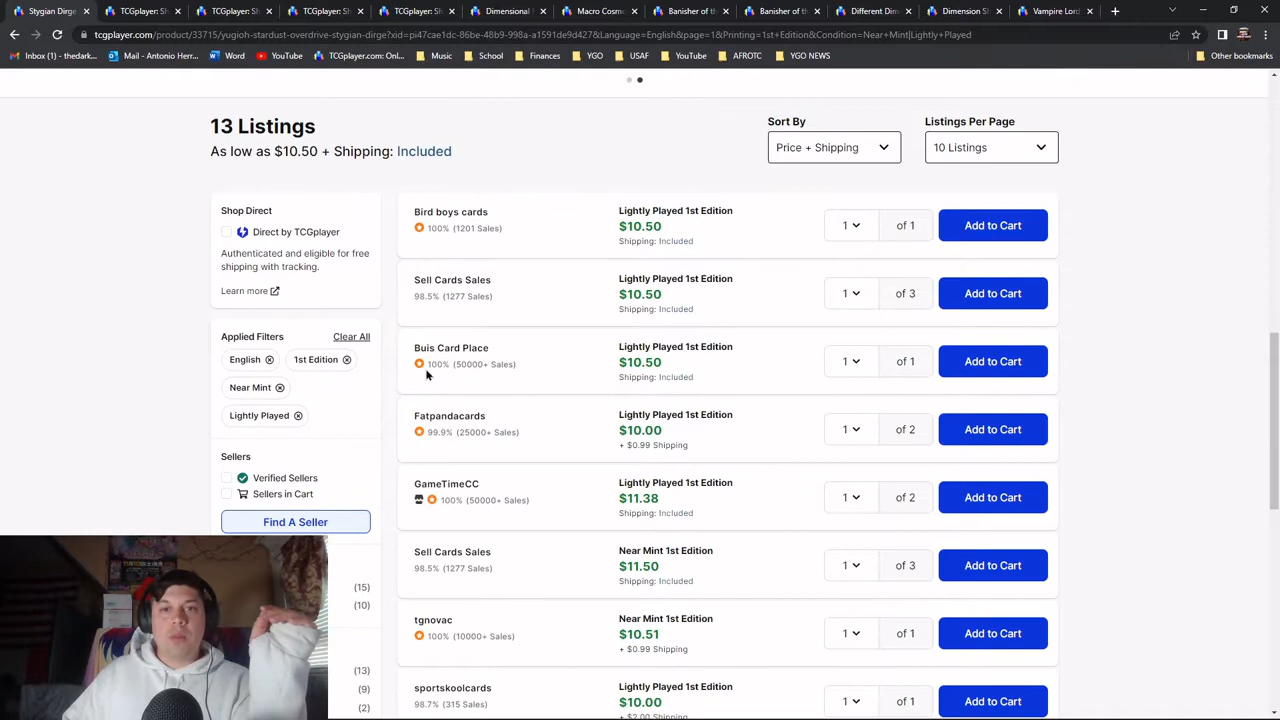 Stygian Dirge
TCGPlayer: Sh
TCGPlayer: Sh
TCGPlayer: Sh
TCGPlayer: Sh
Dimensional
Macro Cosmo
Banisher of th
Banisher of th
Different Dim
Dimension Sh
Vampire Lord
tcgplayer.com/product/33715/yugioh-stardust-overdrive-stygian-dirge?xid=pi47cae1dc-86be-48b9-998a-a1591de9d427&Language=English&page=1&Printing=1st+Edition&Condition=Near+Mint|Lightly+Played
Inbox (1) - thedark...
Mail - Antonio Herr...
Word
YouTube
TCGPlayer.com: Onl...
Music
School
Finances
YGO
USAF
YouTube
AFROTC
YGO NEWS
Other bookmarks
13 Listings
As low as $10.50 + Shipping: Included
Sort By
Price + Shipping
Listings Per Page
10 Listings
Shop Direct
Direct by TCGplayer
Authenticated and eligible for free
shipping with tracking.
Learn more
Applied Filters
Clear All
English
1st Edition
Near Mint
Lightly Played
Sellers
Verified Sellers
Sellers in Cart
Find A Seller
(15)
(10)
(13)
(9)
(2)
Bird boys cards
100% (1201 Sales)
Lightly Played 1st Edition
$10.50
Shipping: Included
1
of 1
Add to Cart
Sell Cards Sales
98.5% (1277 Sales)
Lightly Played 1st Edition
$10.50
Shipping: Included
1
of 3
Add to Cart
Buis Card Place
100% (50000+ Sales)
Lightly Played 1st Edition
$10.50
Shipping: Included
1
of 1
Add to Cart
Fatpandacards
99.9% (25000+ Sales)
Lightly Played 1st Edition
$10.00
+ $0.99 Shipping
1
of 2
Add to Cart
GameTimeCC
100% (50000+ Sales)
Lightly Played 1st Edition
$11.38
Shipping: Included
1
of 2
Add to Cart
Sell Cards Sales
98.5% (1277 Sales)
Near Mint 1st Edition
$11.50
Shipping: Included
1
of 3
Add to Cart
tgnovac
100% (10000+ Sales)
Near Mint 1st Edition
$10.51
+ $0.99 Shipping
1
of 1
Add to Cart
sportskoolcards
98.7% (315 Sales)
Lightly Played 1st Edition
$10.00
+ $2.00 Shipping
1
of 1
Add to Cart